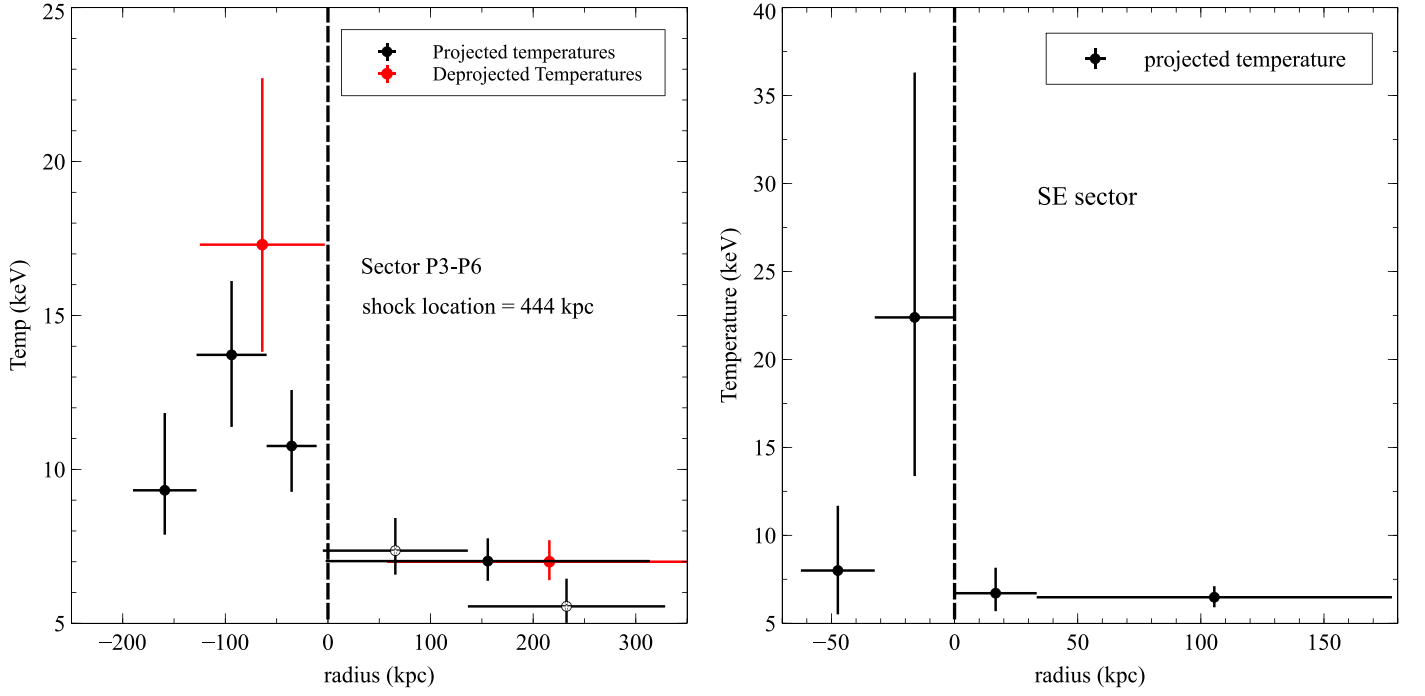 25
20
15
10
5
Temp (keV)
Projected temperatures
Deprojected Temperatures
Sector P3-P6
shock location = 444 kpc
−200 −100 0 100 200 300
radius (kpc)
40
35
30
25
20
15
10
5
Temperature (keV)
projected temperature
SE sector
−50 0 50 100 150
radius (kpc)